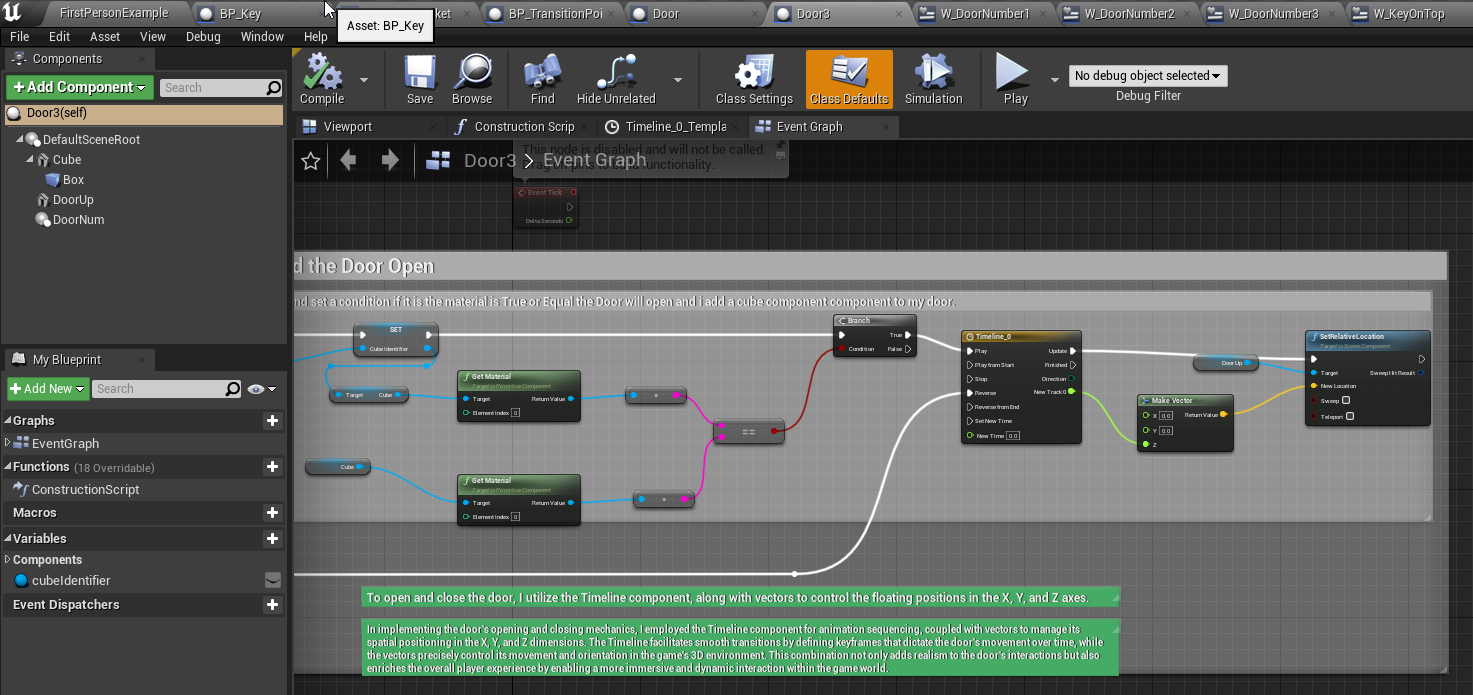 FirstPersonExample
BP_Key
ket
BP_TransitionPoi
Door
Door3
W_DoorNumber1
W_DoorNumber2
W_DoorNumber3
W_KeyOnTop
Asset: BP_Key
File Edit Asset View Debug Window Help
Components
Add Component
Search
Door3(self)
DefaultSceneRoot
Cube
Box
DoorUp
DoorNum
Compile
Save
Browse
Find
Hide Unrelated
Class Settings
Class Defaults
Simulation
Play
No debug object selected
Debug Filter
Viewport
Construction Scrip
Timeline_0_Templa
Event Graph
This node is disabled and will not be called.
Drag off pins to build functionality.
Door3 > Event Graph
Event Tick
Delta Seconds
d the Door Open
nd set a condition if it is the material is True or Equal the Door will open and i add a cube component component to my door.
SET
Cube Identifier
Target Cube
Get Material
Target is Primitive Component
Target Return Value
Element Index 0
==
Cube
Get Material
Target is Primitive Component
Target Return Value
Element Index 0
Branch
True
Condition False
Timeline_0
Play Update
Play from Start Finished
Stop Direction
Reverse New Track 0
Reverse from End
Set New Time
New Time 0.0
Make Vector
X 0.0 Return Value
Y 0.0
Z
Door Up
SetRelativeLocation
Target is Scene Component
Target Sweep Hit Result
New Location
Sweep
Teleport
My Blueprint
Add New
Search
Graphs
EventGraph
Functions (18 Overridable)
ConstructionScript
Macros
Variables
Components
cubeIdentifier
Event Dispatchers
To open and close the door, I utilize the Timeline component, along with vectors to control the floating positions in the X, Y, and Z axes.
In implementing the door's opening and closing mechanics, I employed the Timeline component for animation sequencing, coupled with vectors to manage its
spatial positioning in the X, Y, and Z dimensions. The Timeline facilitates smooth transitions by defining keyframes that dictate the door's movement over time, while
the vectors precisely control its movement and orientation in the game's 3D environment. This combination not only adds realism to the door's interactions but also
enriches the overall player experience by enabling a more immersive and dynamic interaction within the game world.